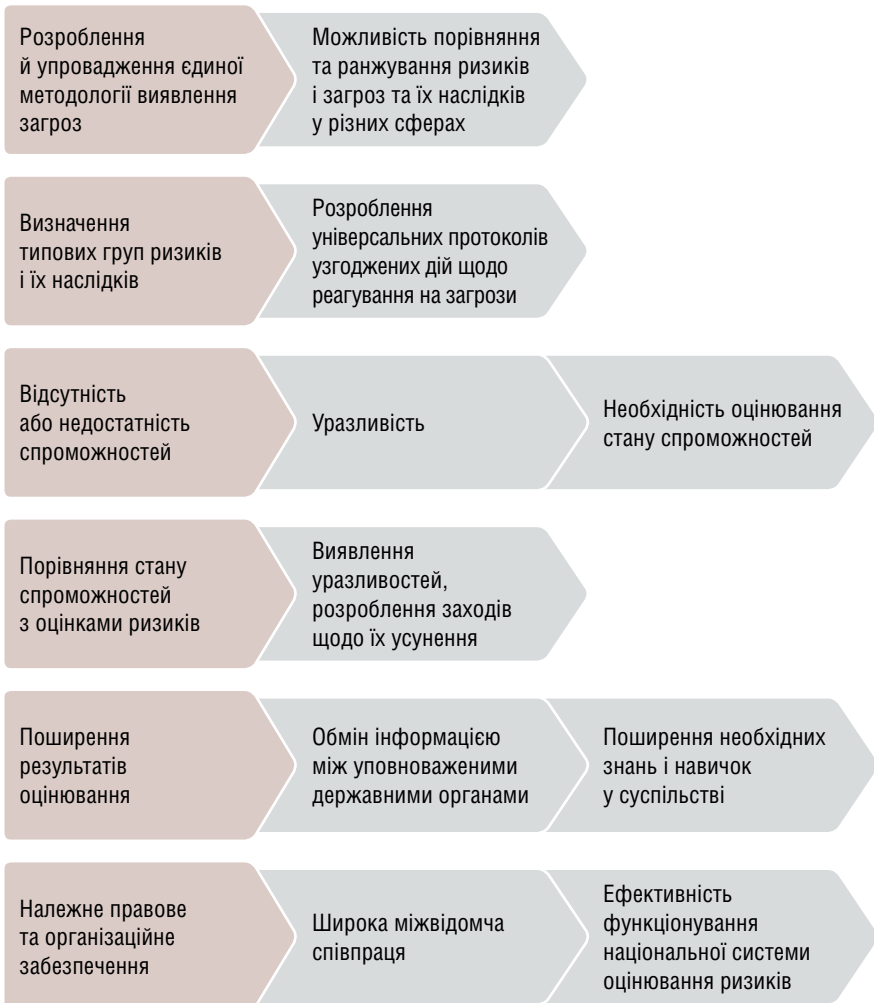 Розроблення
й упровадження єдиної
методології виявлення
загроз
Можливість порівняння
та ранжування ризиків
і загроз та їх наслідків
у різних сферах
Визначення
типових груп ризиків
і їх наслідків
Розроблення
універсальних протоколів
узгоджених дій щодо
реагування на загрози
Відсутність
або недостатність
спроможностей
Уразливість
Необхідність оцінювання
стану спроможностей
Порівняння стану
спроможностей
з оцінками ризиків
Виявлення
уразливостей,
розроблення заходів
щодо їх усунення
Поширення
результатів
оцінювання
Обмін інформацією
між уповноваженими
державними органами
Поширення необхідних
знань і навичок
у суспільстві
Належне правове
та організаційне
забезпечення
Широка міжвідомча
співпраця
Ефективність
функціонування
національної системи
оцінювання ризиків